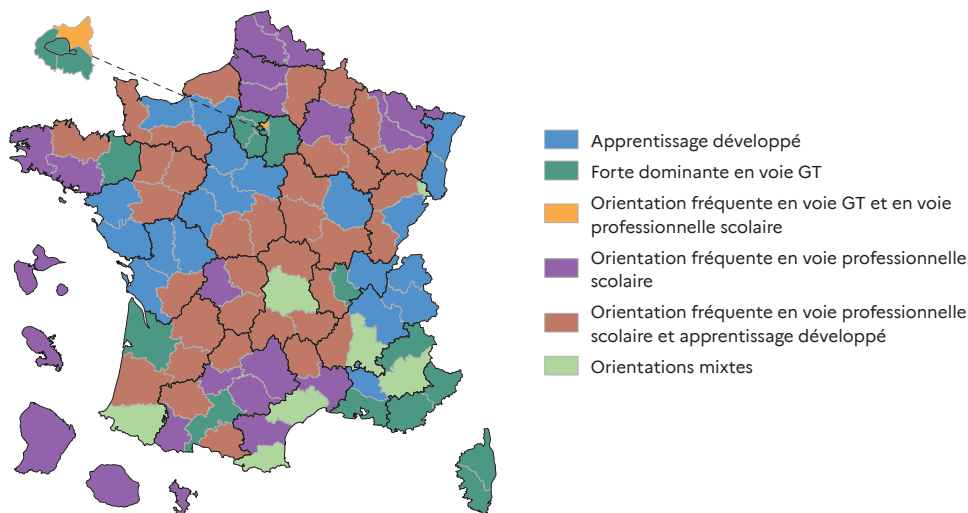 Apprentissage développé
Forte dominante en voie GT
Orientation fréquente en voie GT et en voie
professionnelle scolaire
Orientation fréquente en voie professionnelle
scolaire
Orientation fréquente en voie professionnelle
scolaire et apprentissage développé
Orientations mixtes